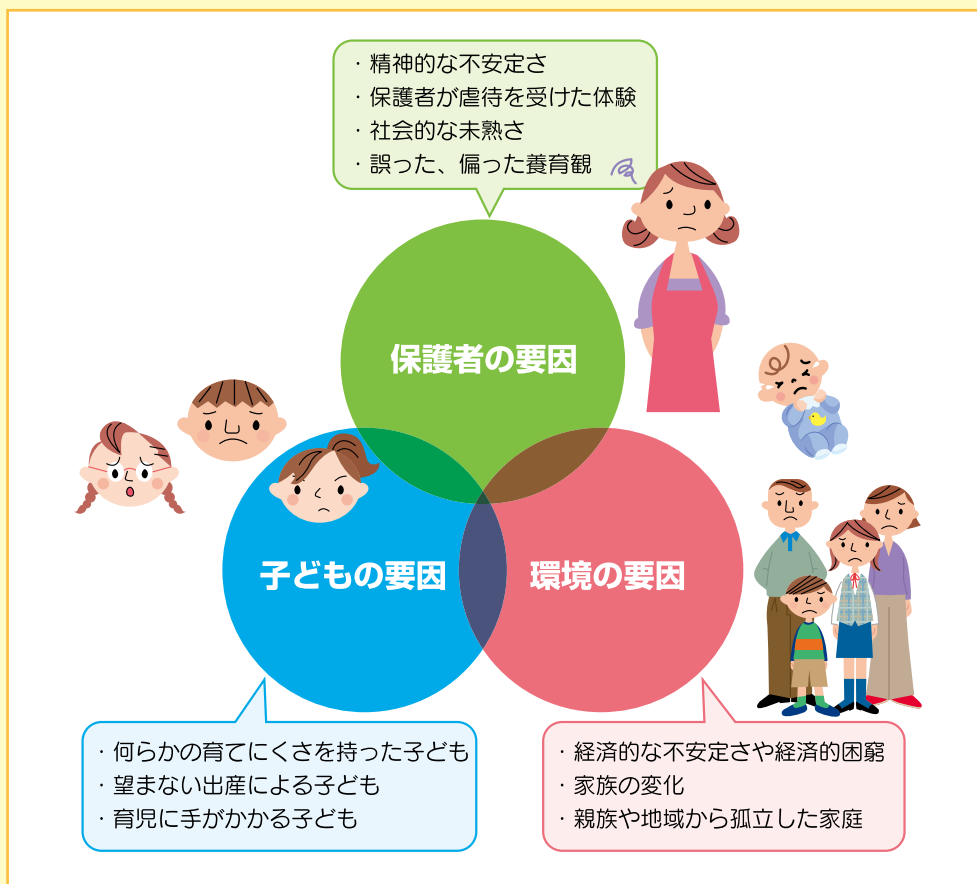 ・精神的な不安定さ
・保護者が虐待を受けた体験
・社会的な未熟さ
・誤った、偏った養育観
保護者の要因
子どもの要因
環境の要因
・何らかの育てにくさを持った子ども
・望まない出産による子ども
・育児に手がかかる子ども
・経済的な不安定さや経済的困窮
・家族の変化
・親族や地域から孤立した家庭